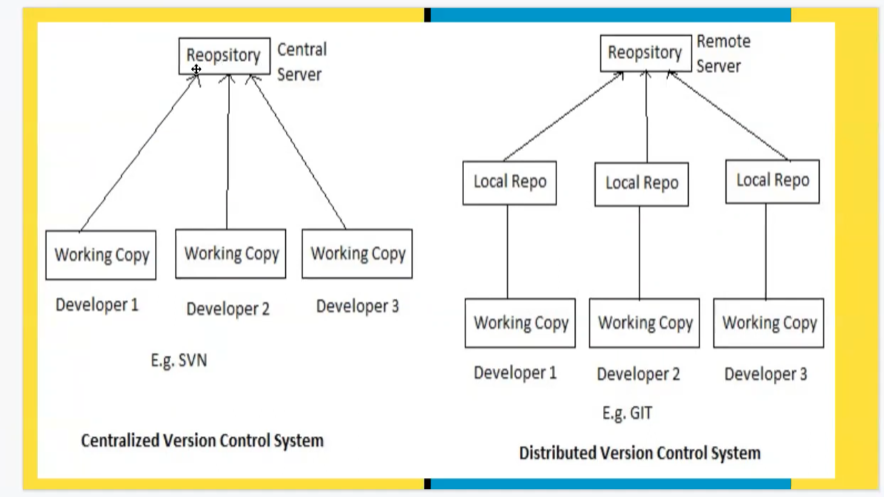 Reopsitory
Central
Server
Working Copy
Working Copy
Working Copy
Developer 1
Developer 2
Developer 3
E.g. SVN
Centralized Version Control System
Reopsitory
Remote
Server
Local Repo
Local Repo
Local Repo
Working Copy
Working Copy
Working Copy
Developer 1
Developer 2
Developer 3
E.g. GIT
Distributed Version Control System